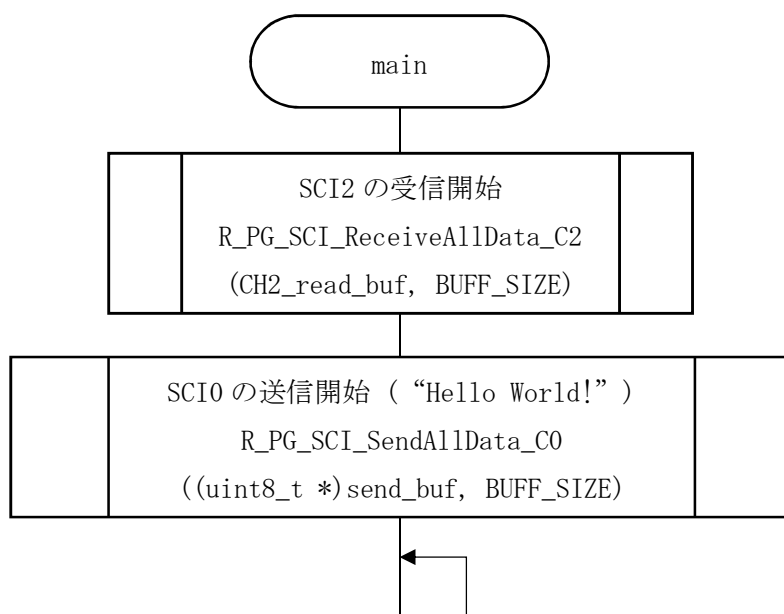 main
SCI2 の受信開始
R_PG_SCI_ReceiveAllData_C2
(CH2_read_buf, BUFF_SIZE)
SCI0 の送信開始 ( “Hello World!” )
R_PG_SCI_SendAllData_C0
((uint8_t *)send_buf, BUFF_SIZE)